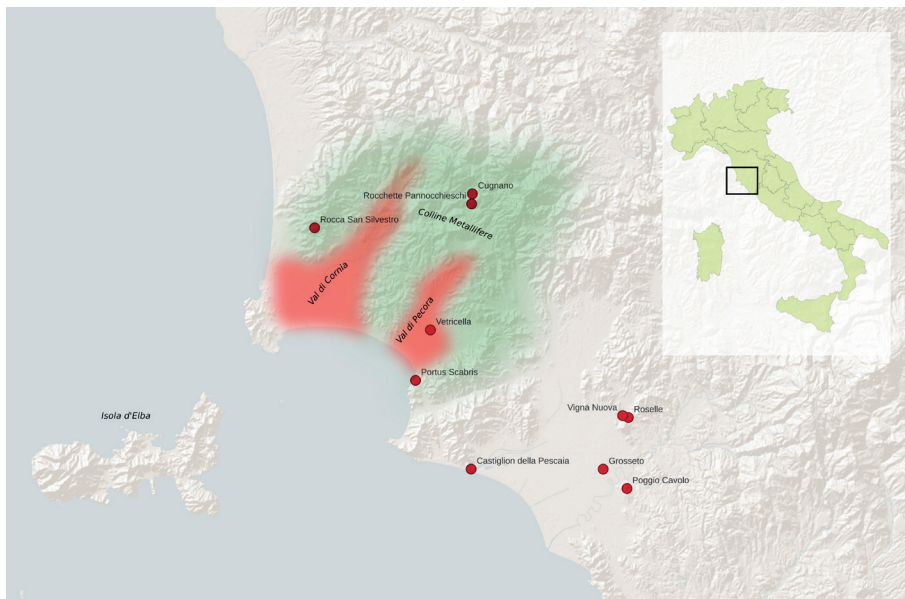 Cugnano
Rocchette Pannocchieschi
Colline Metallifere
Rocca San Silvestro
Val di Cornia
Val di Pecora
Vetricella
Portus Scabris
Isola d'Elba
Vigna Nuova
Roselle
Castiglion della Pescaia
Grosseto
Poggio Cavolo